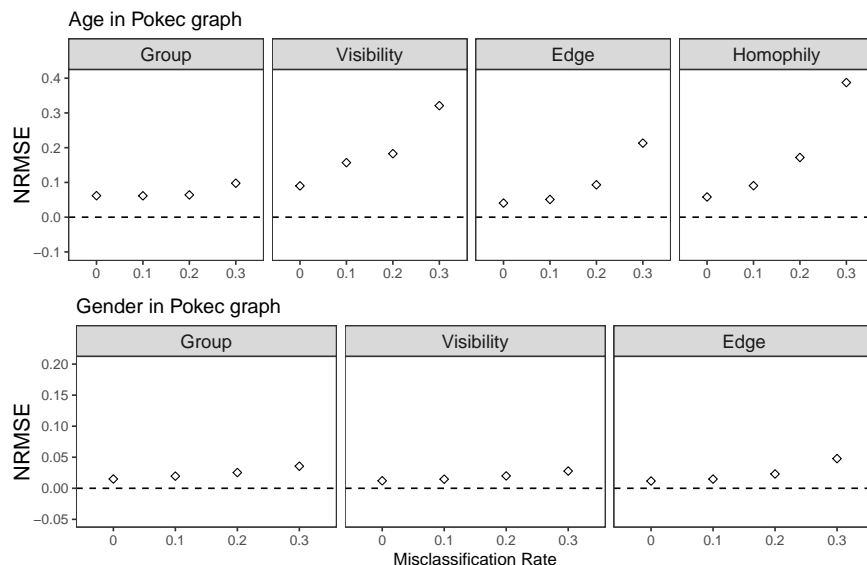 Age in Pokec graph
Group Visibility Edge Homophily
NRMSE
0.4
0.3
0.2
0.1
0.0
−0.1
0 0.1 0.2 0.3 0 0.1 0.2 0.3 0 0.1 0.2 0.3 0 0.1 0.2 0.3
Gender in Pokec graph
Group Visibility Edge
NRMSE
0.20
0.15
0.10
0.05
0.00
−0.05
0 0.1 0.2 0.3 0 0.1 0.2 0.3 0 0.1 0.2 0.3
Misclassification Rate